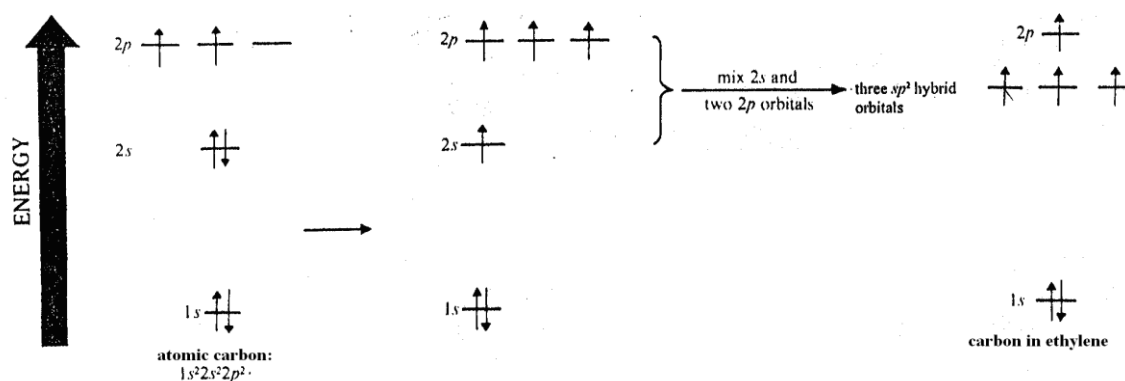 ENERGY
2p
2s
1s
atomic carbon:
1s²2s²2p²
2p
2s
1s
mix 2s and
two 2p orbitals
three sp² hybrid
orbitals
2p
1s
carbon in ethylene